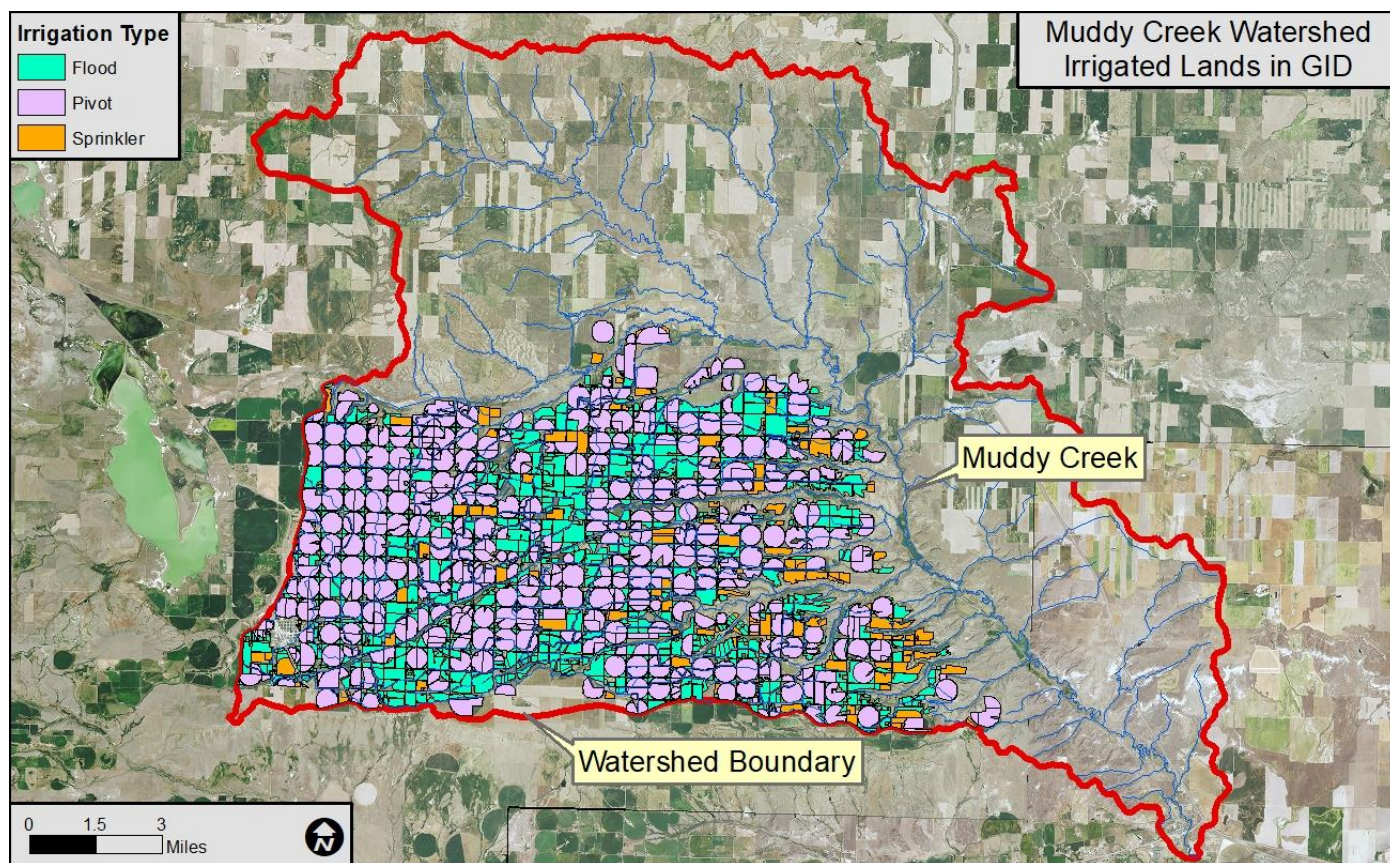 Irrigation Type
Flood
Pivot
Sprinkler
Muddy Creek Watershed
Irrigated Lands in GID
Muddy Creek
Watershed Boundary
0 1.5 3
Miles
N